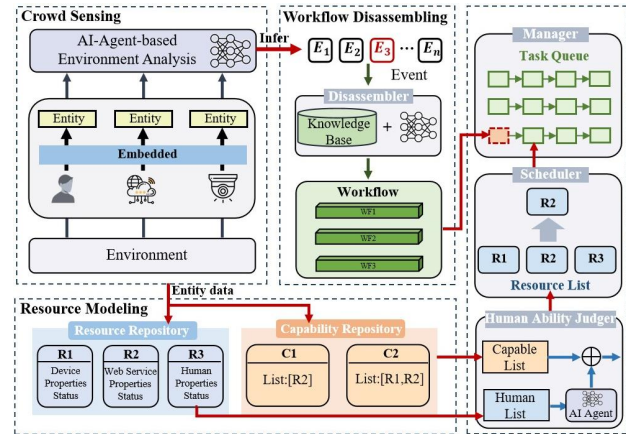 Crowd Sensing
AI-Agent-based
Environment Analysis
Entity
Entity
Entity
Embedded
Environment
Infer
Workflow Disassembling
E1
E2
E3
...
En
Event
Disassembler
Knowledge
Base
+
Workflow
WF1
WF2
WF3
Manager
Task Queue
Scheduler
R2
R1
R2
R3
Resource List
Human Ability Judger
Capable
List
Human
List
AI Agent
Entity data
Resource Modeling
Resource Repository
R1
Device
Properties
Status
R2
Web Service
Properties
Status
R3
Human
Properties
Status
Capability Repository
C1
List:[R2]
C2
List:[R1,R2]